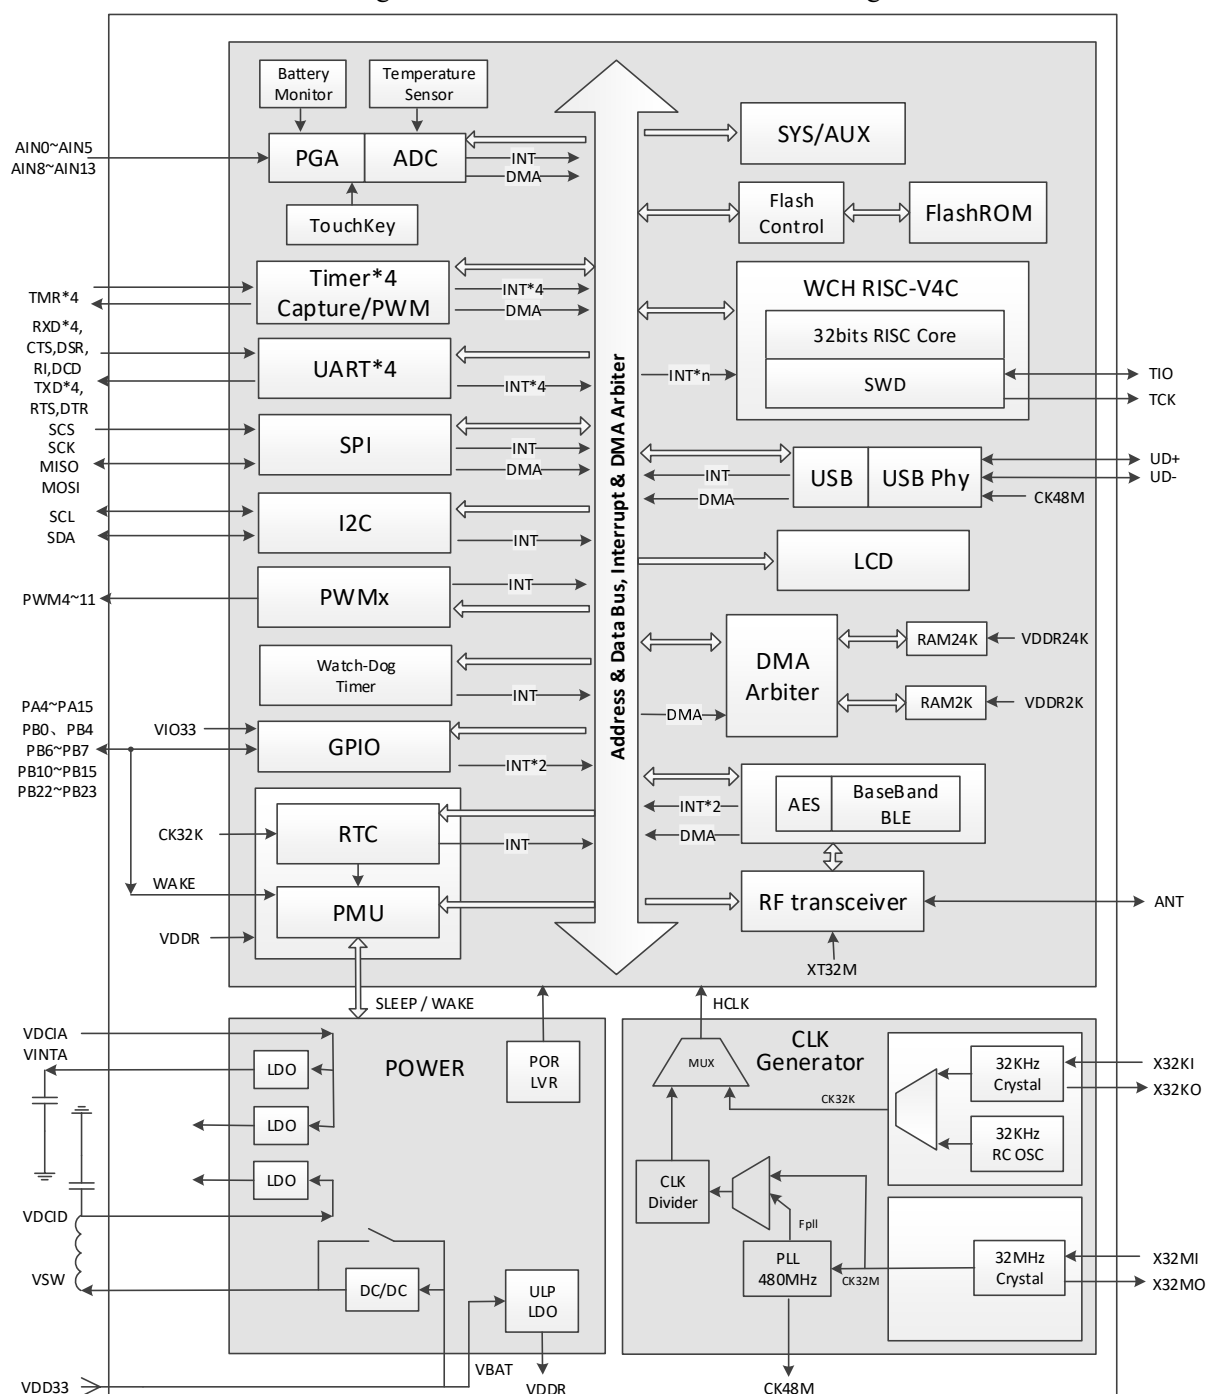 Battery
Monitor
Temperature
Sensor
AIN0~AIN5
AIN8~AIN13
PGA
ADC
INT
DMA
TouchKey
SYS/AUX
Flash
Control
FlashROM
TMR*4
Timer*4
Capture/PWM
INT*4
DMA
WCH RISC-V4C
32bits RISC Core
SWD
INT*n
TIO
TCK
RXD*4,
CTS,DSR,
RI,DCD
TXD*4,
RTS,DTR
UART*4
INT*4
SCS
SCK
MISO
MOSI
SPI
INT
DMA
Address & Data Bus, Interrupt & DMA Arbiter
INT
DMA
USB
USB Phy
UD+
UD-
CK48M
SCL
SDA
I2C
INT
LCD
PWM4~11
PWMx
INT
Watch-Dog
Timer
INT
DMA
Arbiter
DMA
RAM24K
VDDR24K
RAM2K
VDDR2K
PA4~PA15
PB0、PB4
PB6~PB7
PB10~PB15
PB22~PB23
VIO33
GPIO
INT*2
INT*2
DMA
AES
BaseBand
BLE
CK32K
RTC
INT
WAKE
PMU
VDDR
RF transceiver
ANT
XT32M
SLEEP / WAKE
HCLK
VDCIA
VINTA
LDO
LDO
LDO
POWER
POR
LVR
VDCID
VSW
DC/DC
ULP
LDO
VBAT
VDD33
VDDR
CLK
Generator
MUX
CK32K
32KHz
Crystal
32KHz
RC OSC
X32KI
X32KO
CLK
Divider
Fpll
PLL
480MHz
CK32M
32MHz
Crystal
X32MI
X32MO
CK48M